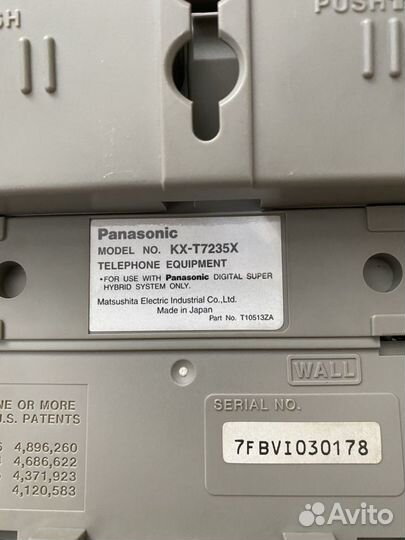 PUSH
Panasonic
MODEL NO. KX-T7235X
TELEPHONE EQUIPMENT
•FOR USE WITH Panasonic DIGITAL SUPER
HYBRID SYSTEM ONLY.
Matsushita Electric Industrial Co.,Ltd.
Made in Japan
Part No. T10513ZA
WALL
NE OR MORE
U.S. PATENTS
4,896,260
4,686,622
4,371,923
4,120,583
SERIAL NO.
7FBVI030178
Avito